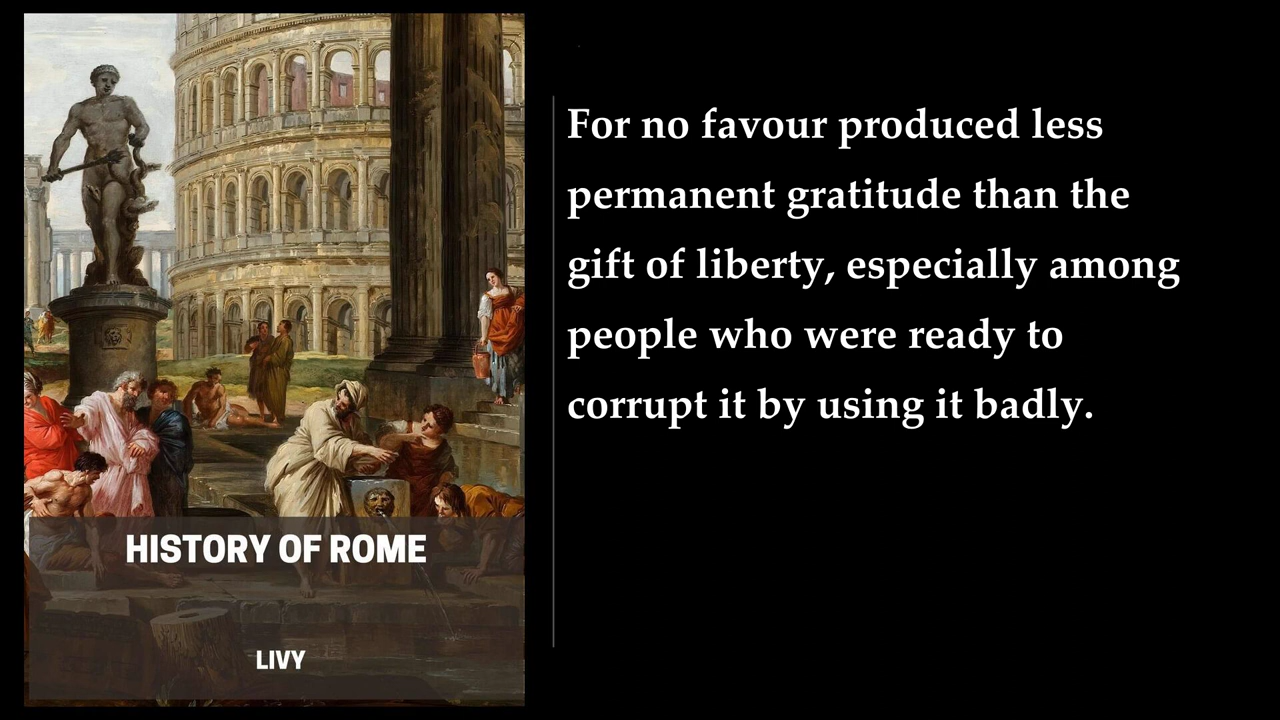 For no favour produced less
permanent gratitude than the
gift of liberty, especially among
people who were ready to
corrupt it by using it badly.
HISTORY OF ROME
LIVY